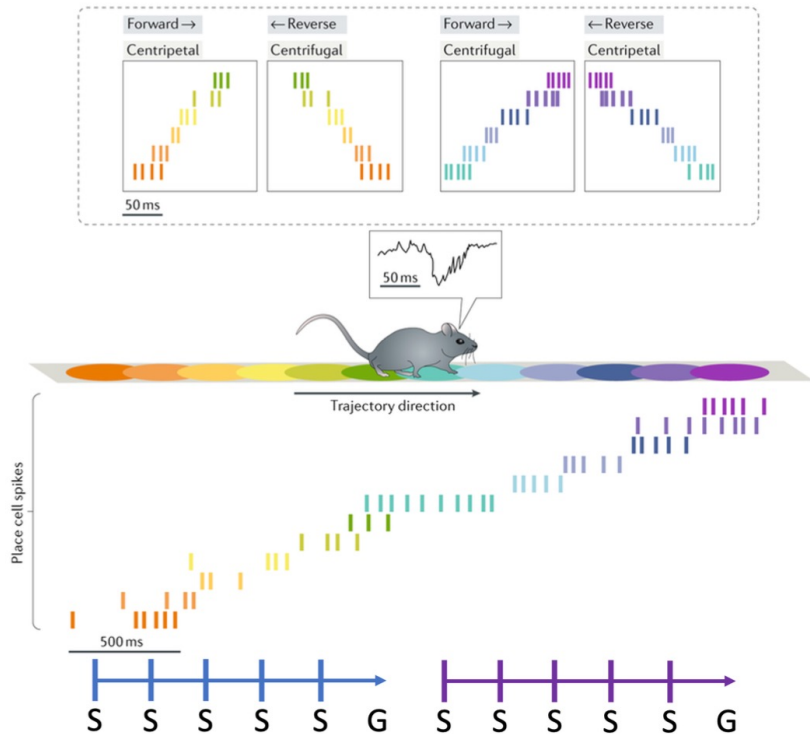 Forward → ← Reverse Forward → ← Reverse
Centripetal Centrifugal Centrifugal Centripetal
50 ms
50 ms
Trajectory direction
Place cell spikes
500 ms
S S S S S G S S S S S G